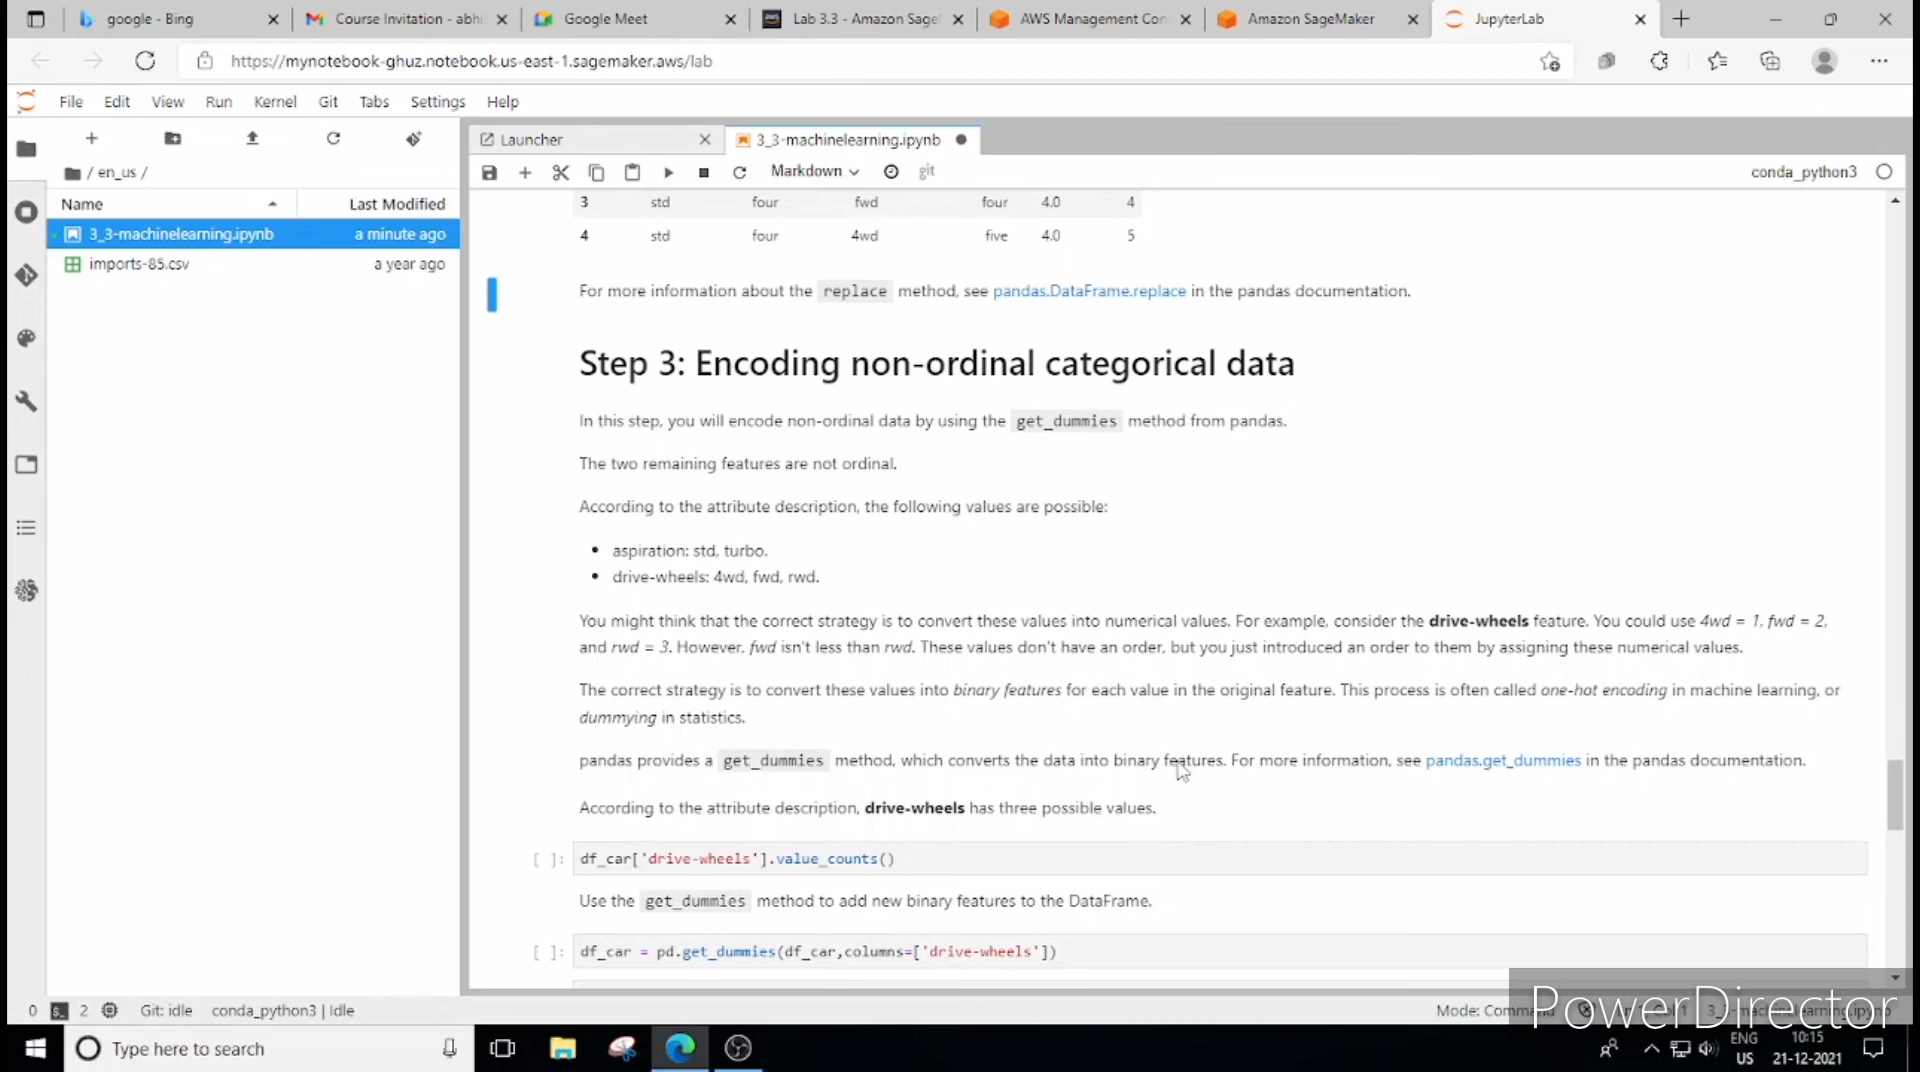 google - Bing
Course Invitation - abhi
Google Meet
Lab 3.3 - Amazon Sage
AWS Management Con
Amazon SageMaker
JupyterLab
https://mynotebook-ghuz.notebook.us-east-1.sagemaker.aws/lab
File Edit View Run Kernel Git Tabs Settings Help
Launcher
3_3-machinelearning.ipynb
/ en_us /
Markdown
git
conda_python3
Name Last Modified
3_3-machinelearning.ipynb a minute ago
imports-85.csv a year ago
3 std four fwd four 4.0 4
4 std four 4wd five 4.0 5
For more information about the replace method, see pandas.DataFrame.replace in the pandas documentation.
Step 3: Encoding non-ordinal categorical data
In this step, you will encode non-ordinal data by using the get_dummies method from pandas.
The two remaining features are not ordinal.
According to the attribute description, the following values are possible:
• aspiration: std, turbo.
• drive-wheels: 4wd, fwd, rwd.
You might think that the correct strategy is to convert these values into numerical values. For example, consider the drive-wheels feature. You could use 4wd = 1, fwd = 2,
and rwd = 3. However, fwd isn't less than rwd. These values don't have an order, but you just introduced an order to them by assigning these numerical values.
The correct strategy is to convert these values into binary features for each value in the original feature. This process is often called one-hot encoding in machine learning, or
dummying in statistics.
pandas provides a get_dummies method, which converts the data into binary features. For more information, see pandas.get_dummies in the pandas documentation.
According to the attribute description, drive-wheels has three possible values.
[ ]: df_car['drive-wheels'].value_counts()
Use the get_dummies method to add new binary features to the DataFrame.
[ ]: df_car = pd.get_dummies(df_car,columns=['drive-wheels'])
0 2 Git: idle conda_python3 | Idle
Mode: Command
PowerDirector
Type here to search
ENG
US
10:15
21-12-2021